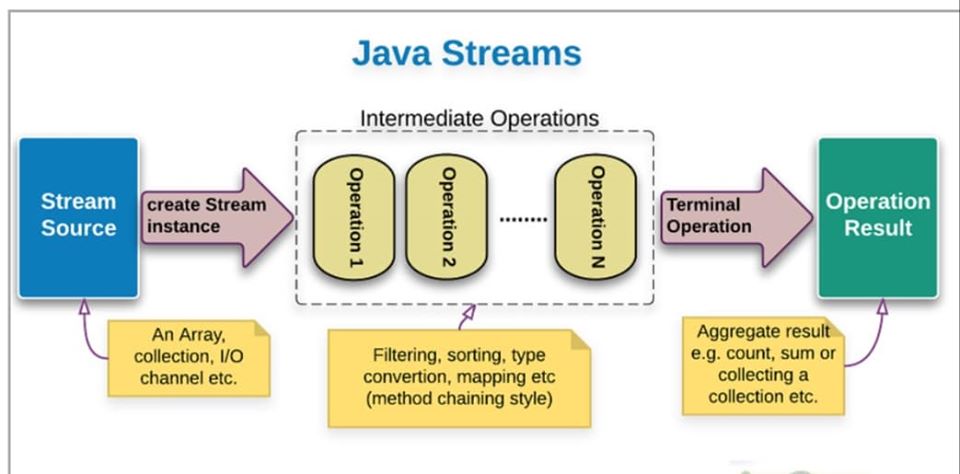 Java Streams
Intermediate Operations
Stream
Source
create Stream
instance
Operation 1
Operation 2
........
Operation N
Terminal
Operation
Operation
Result
An Array,
collection, I/O
channel etc.
Filtering, sorting, type
convertion, mapping etc
(method chaining style)
Aggregate result
e.g. count, sum or
collecting a
collection etc.